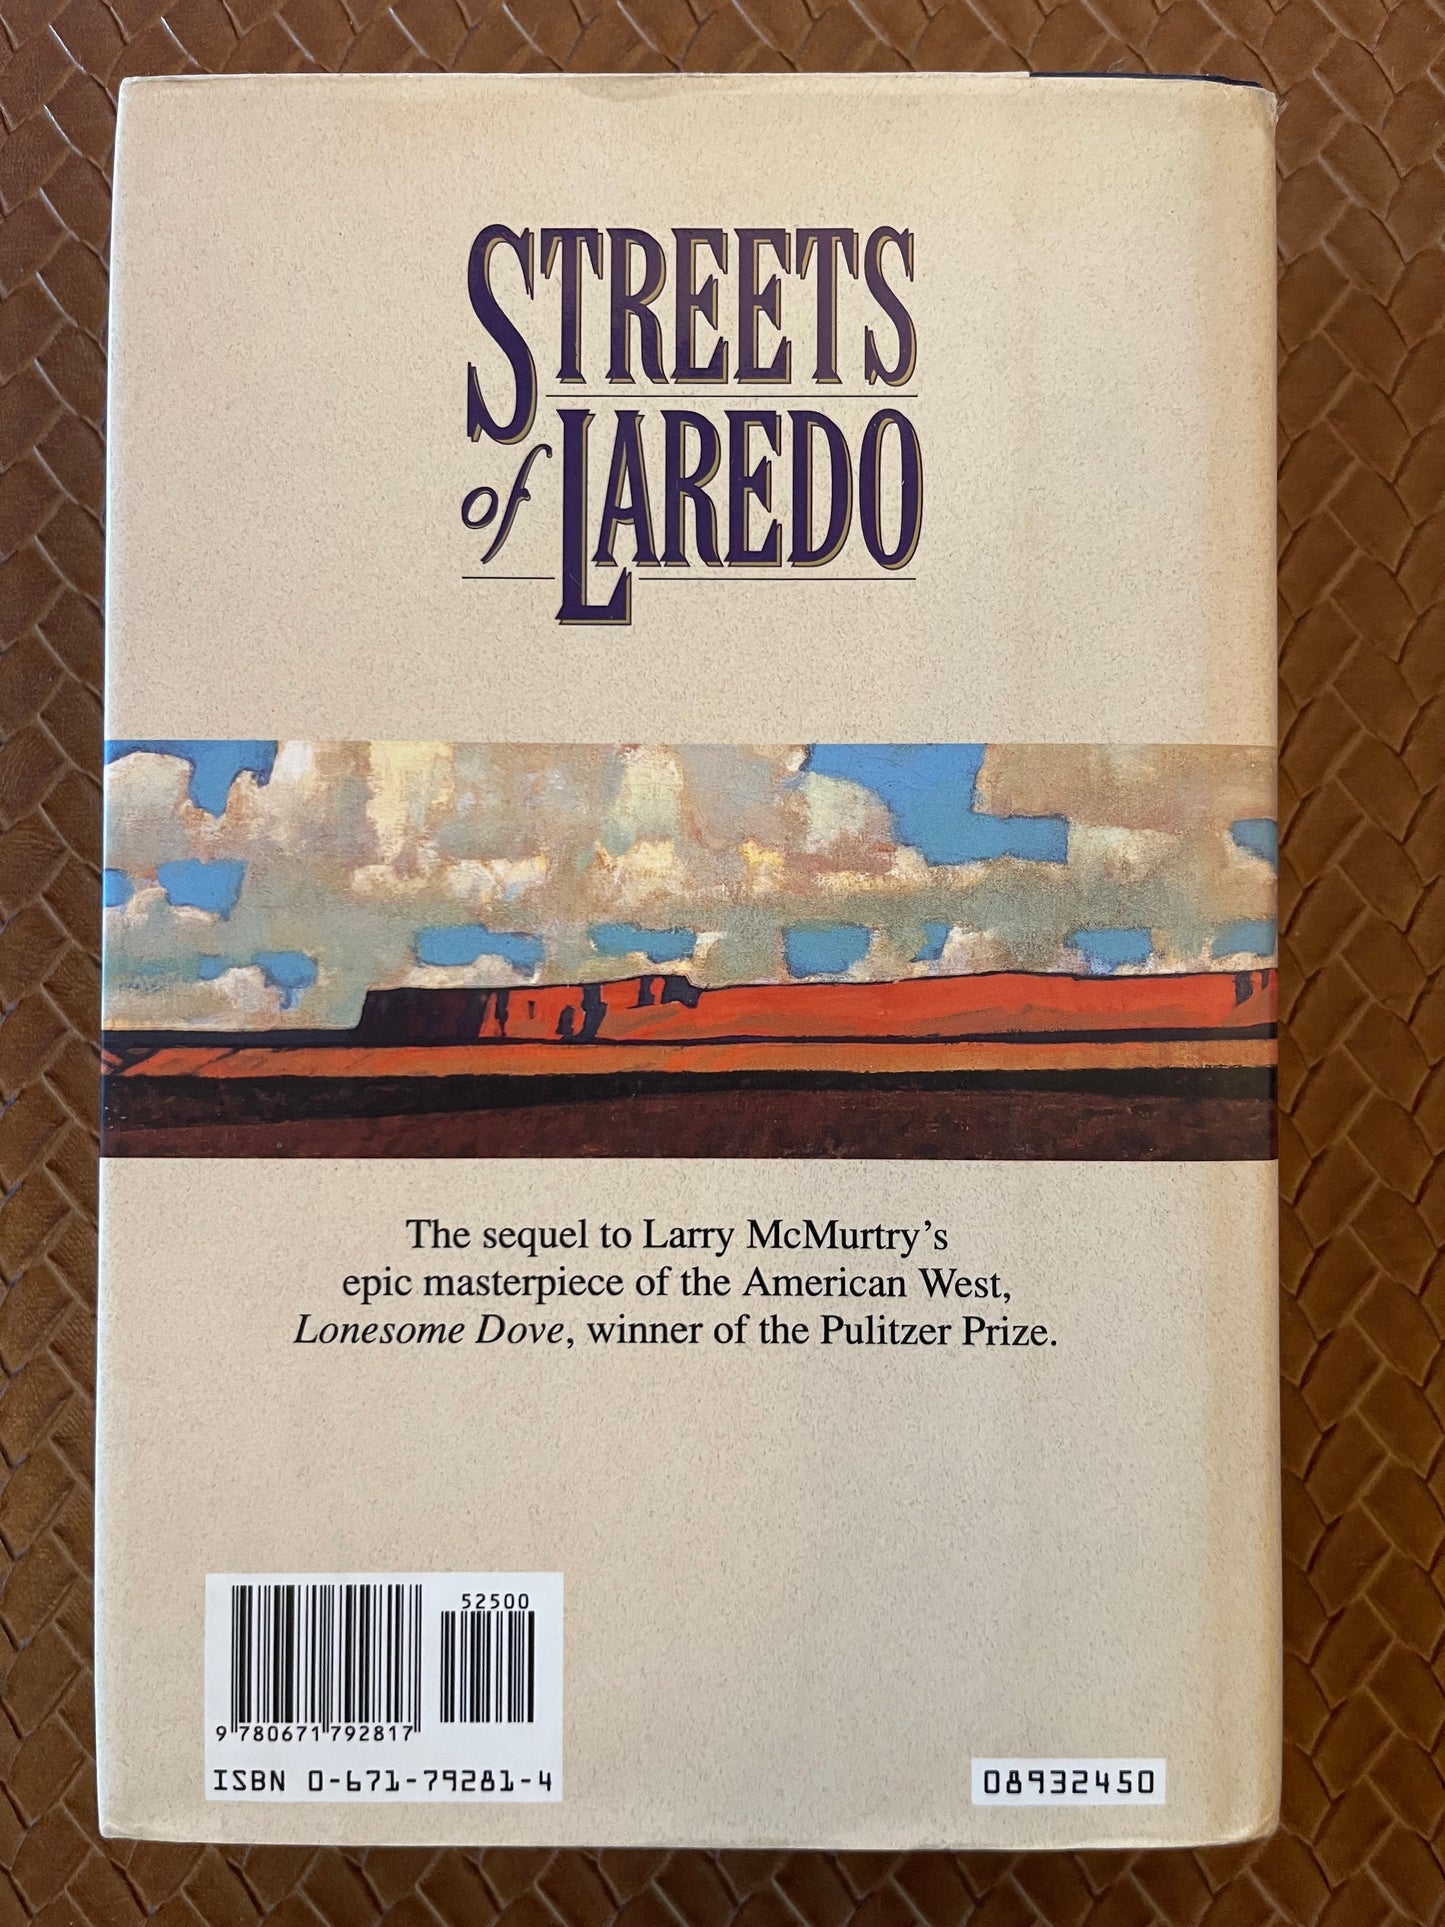 STREETS
of LAREDO
The sequel to Larry McMurtry’s
epic masterpiece of the American West,
Lonesome Dove, winner of the Pulitzer Prize.
52500
9 780671 792817
ISBN 0-671-79281-4
08932450